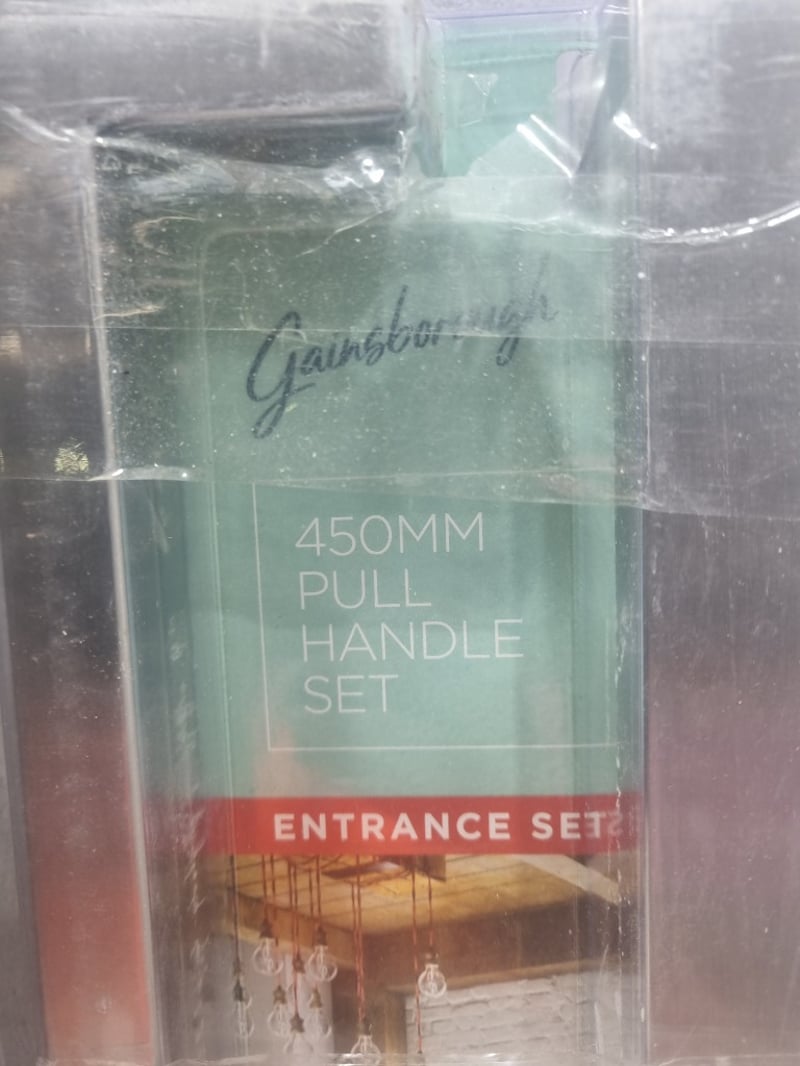 Gainsborough
450MM
PULL
HANDLE
SET
ENTRANCE SETS